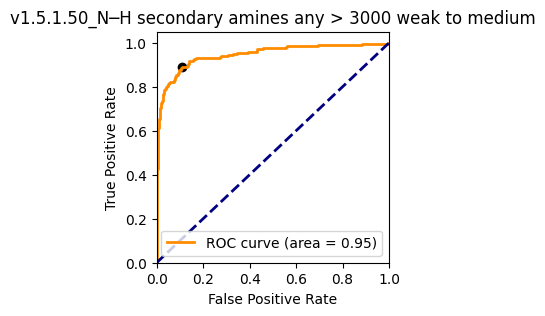 v1.5.1.50_N─H secondary amines any > 3000 weak to medium
1.0
0.8
0.6
0.4
0.2
0.0
True Positive Rate
ROC curve (area = 0.95)
0.0 0.2 0.4 0.6 0.8 1.0
False Positive Rate